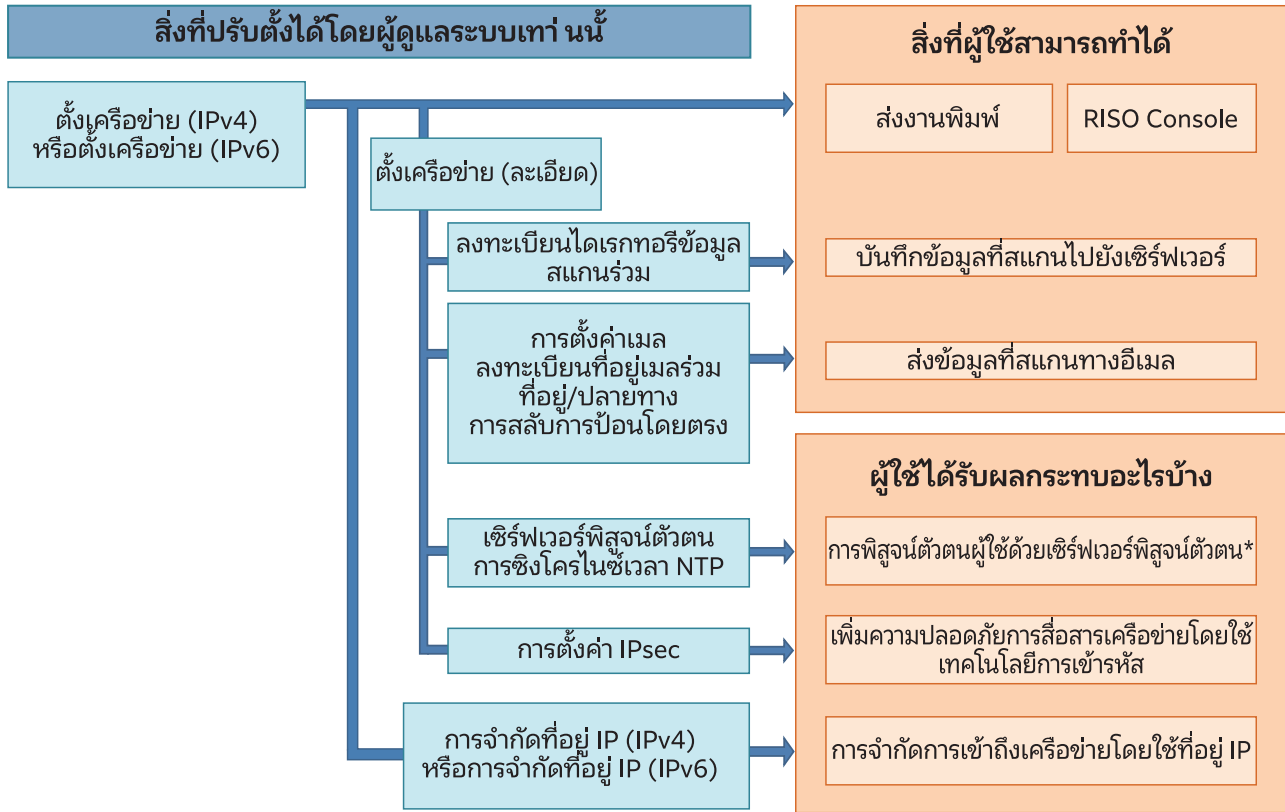 สิ่งที่ปรับตั้งได้โดยผู้ดูแลระบบเทา่ นนั้
สิ่งที่ผู้ใช้สามารถทำได้
ตั้งเครือข่าย (IPv4)
หรือตั้งเครือข่าย (IPv6)
ส่งงานพิมพ์
RISO Console
ตั้งเครือข่าย (ละเอียด)
ลงทะเบียนไดเรกทอรีข้อมูล
สแกนร่วม
บันทึกข้อมูลที่สแกนไปยังเซิร์ฟเวอร์
การตั้งค่าเมล
ลงทะเบียนที่อยู่เมลร่วม
ที่อยู่/ปลายทาง
การสลับการป้อนโดยตรง
ส่งข้อมูลที่สแกนทางอีเมล
ผู้ใช้ได้รับผลกระทบอะไรบ้าง
เซิร์ฟเวอร์พิสูจน์ตัวตน
การซิงโครไนซ์เวลา NTP
การพิสูจน์ตัวตนผู้ใช้ด้วยเซิร์ฟเวอร์พิสูจน์ตัวตน*
การตั้งค่า IPsec
เพิ่มความปลอดภัยการสื่อสารเครือข่ายโดยใช้
เทคโนโลยีการเข้ารหัส
การจำกัดที่อยู่ IP (IPv4)
หรือการจำกัดที่อยู่ IP (IPv6)
การจำกัดการเข้าถึงเครือข่ายโดยใช้ที่อยู่ IP